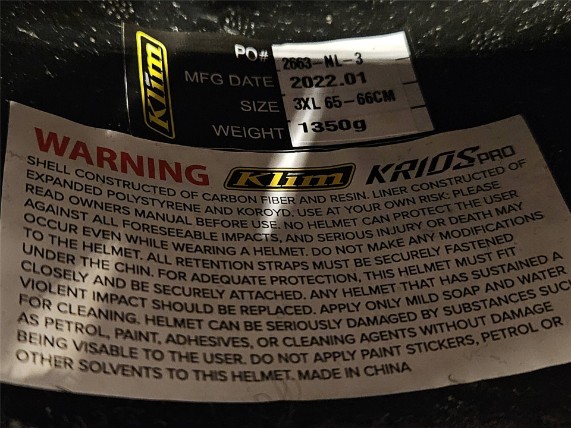 Klim
PO# 2663-NL-3
MFG DATE 2022.01
SIZE 3XL 65-66CM
WEIGHT 1350g
WARNING Klim KRIOS PRO
SHELL CONSTRUCTED OF CARBON FIBER AND RESIN. LINER CONSTRUCTED OF
EXPANDED POLYSTYRENE AND KOROYD. USE AT YOUR OWN RISK: PLEASE
READ OWNERS MANUAL BEFORE USE. NO HELMET CAN PROTECT THE USER
AGAINST ALL FORESEEABLE IMPACTS, AND SERIOUS INJURY OR DEATH MAY
OCCUR EVEN WHILE WEARING A HELMET. DO NOT MAKE ANY MODIFICATIONS
TO THE HELMET. ALL RETENTION STRAPS MUST BE SECURELY FASTENED
UNDER THE CHIN. FOR ADEQUATE PROTECTION, THIS HELMET MUST FIT
CLOSELY AND BE SECURELY ATTACHED. ANY HELMET THAT HAS SUSTAINED A
VIOLENT IMPACT SHOULD BE REPLACED. APPLY ONLY MILD SOAP AND WATER
FOR CLEANING. HELMET CAN BE SERIOUSLY DAMAGED BY SUBSTANCES SUC
AS PETROL, PAINT, ADHESIVES, OR CLEANING AGENTS WITHOUT DAMAGE
BEING VISABLE TO THE USER. DO NOT APPLY PAINT STICKERS, PETROL OR
OTHER SOLVENTS TO THIS HELMET. MADE IN CHINA